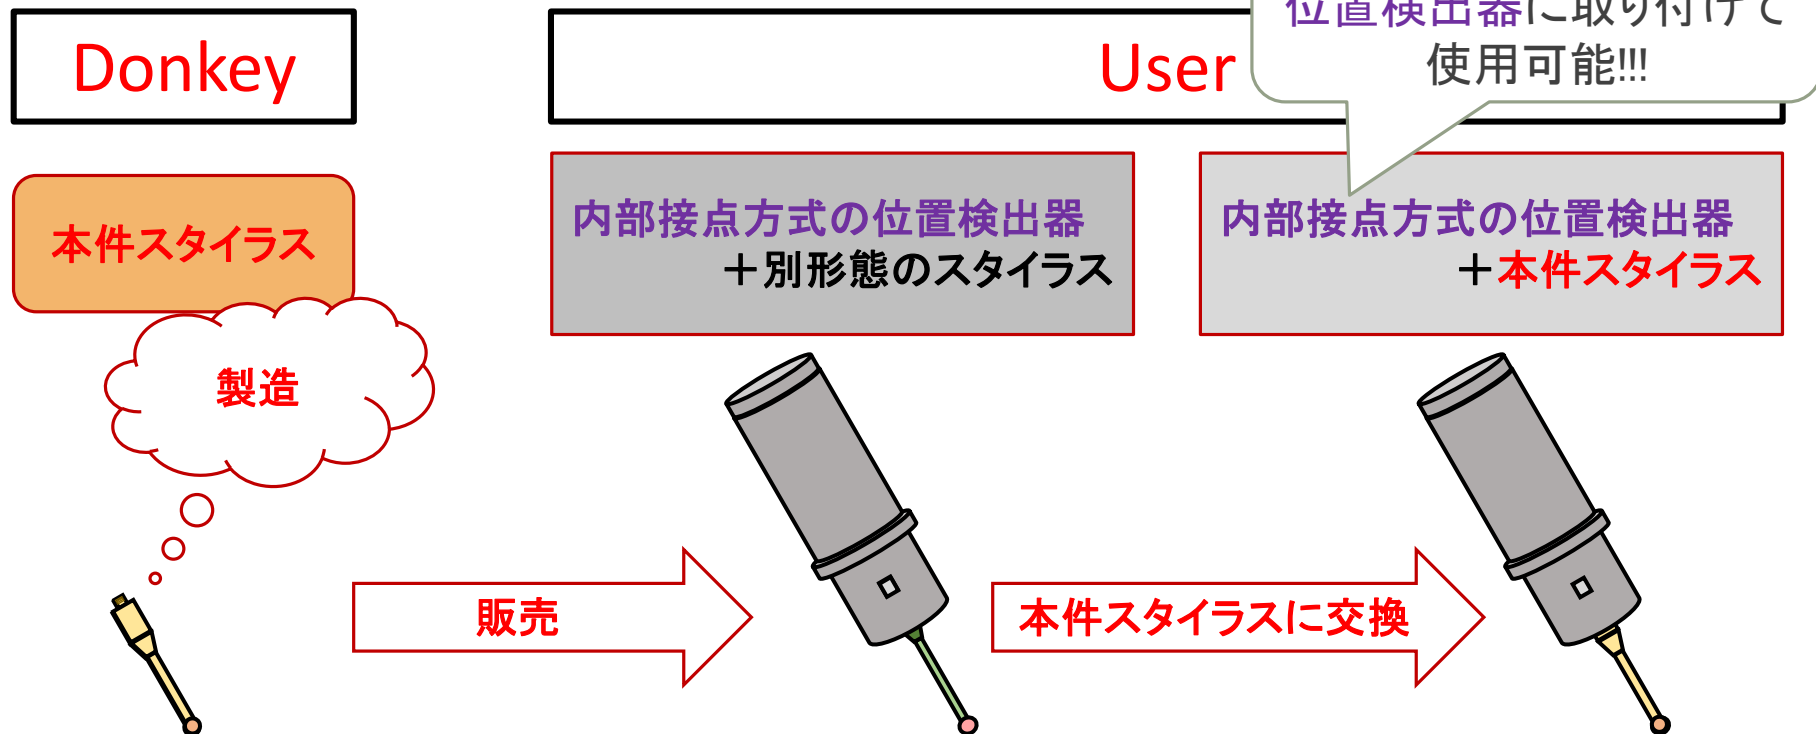 Donkey
User
位置検出器に取り付けて
使用可能!!!
本件スタイラス
内部接点方式の位置検出器
＋別形態のスタイラス
内部接点方式の位置検出器
＋本件スタイラス
製造
販売
本件スタイラスに交換